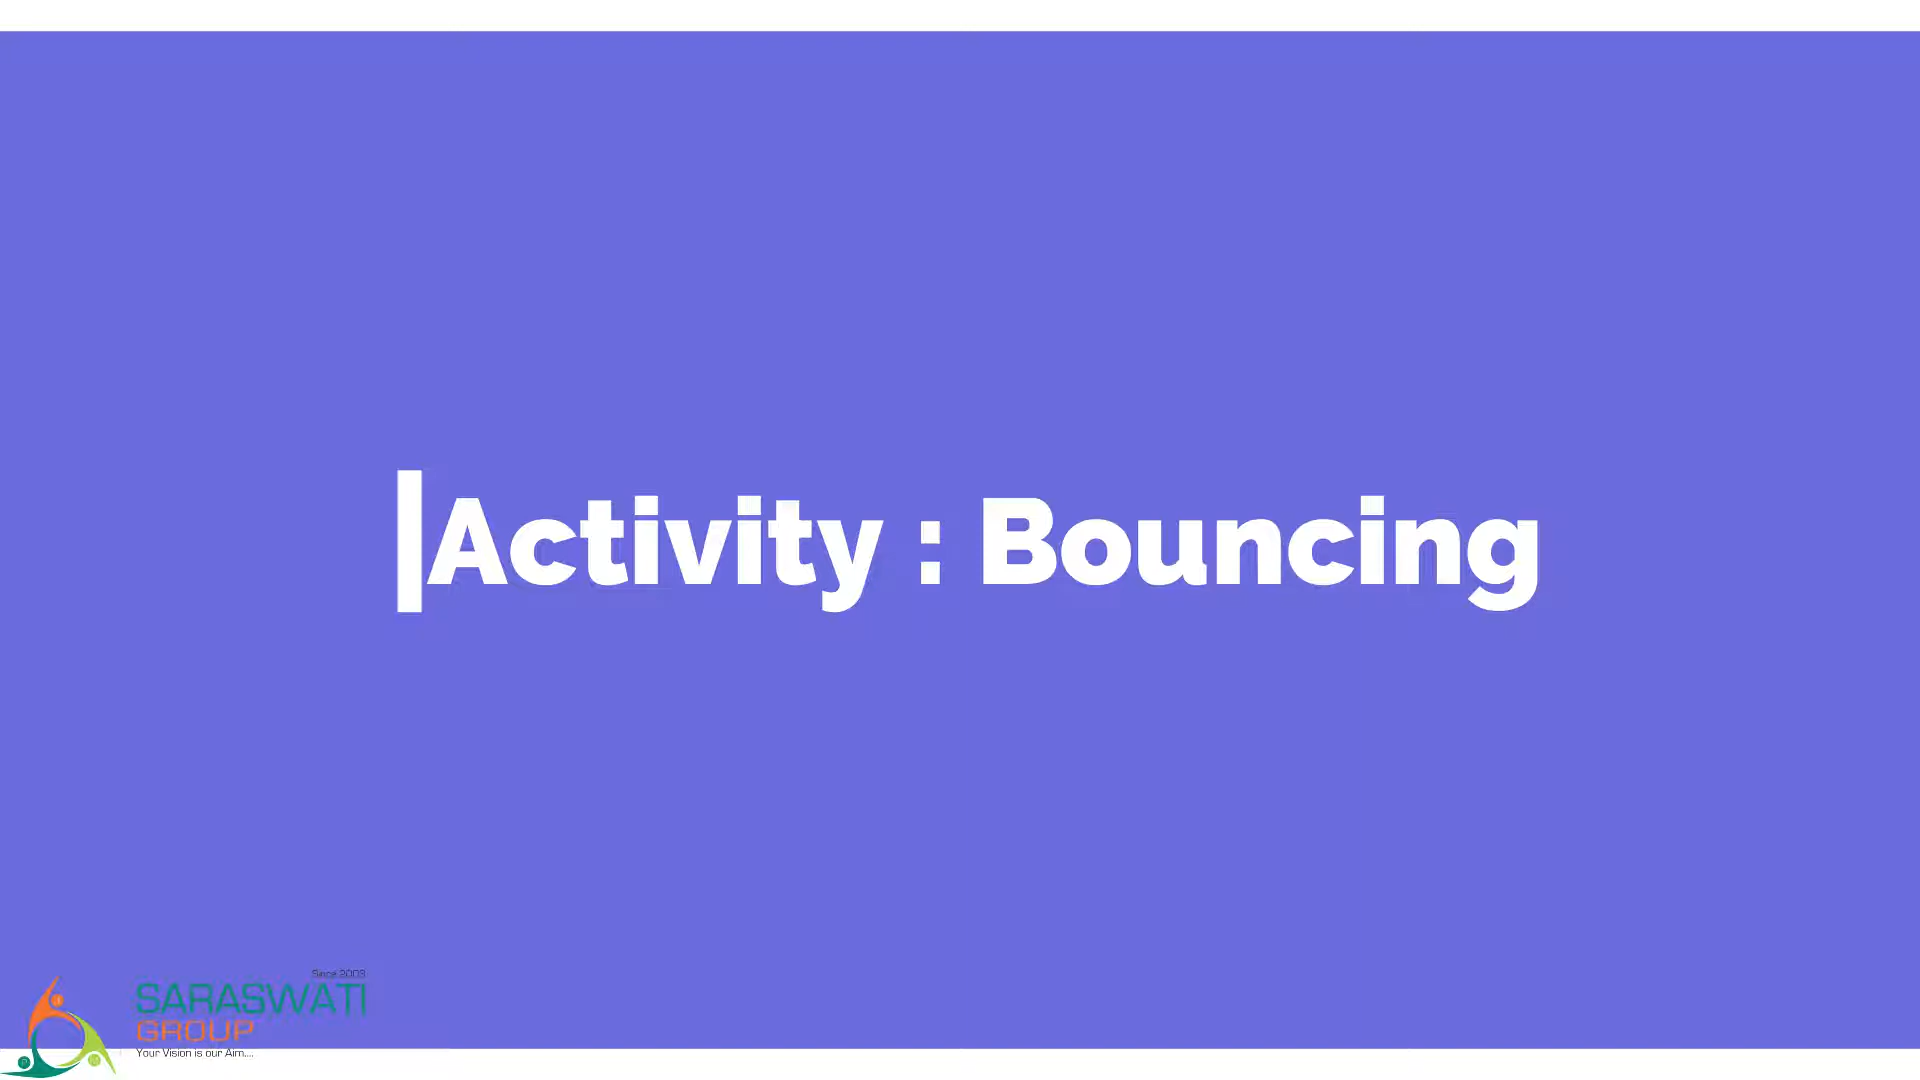 Activity : Bouncing
Since 2003
SARASWATI
GROUP
Your Vision is our Aim....